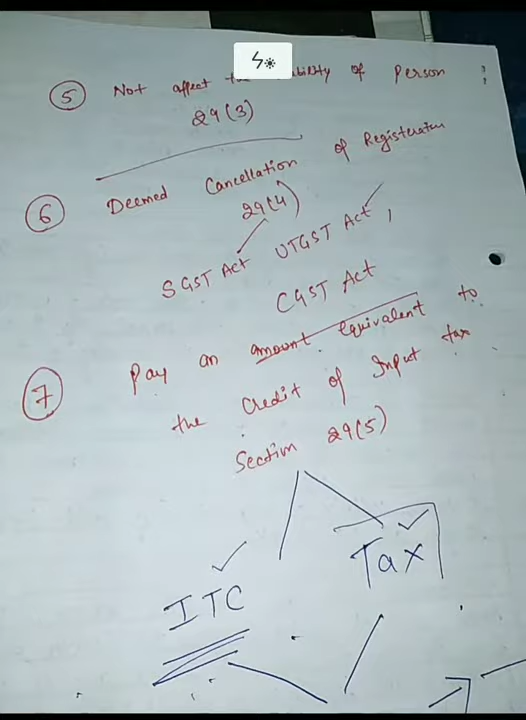 ⑤ Not affect the liability of Person :
29(3)
⑥ Deemed Cancellation of Registration
29(4)
SGST Act UTGST Act,
CGST Act
⑦ Pay an amount equivalent to
the credit of Input tax
Section 29(5)
ITC Tax